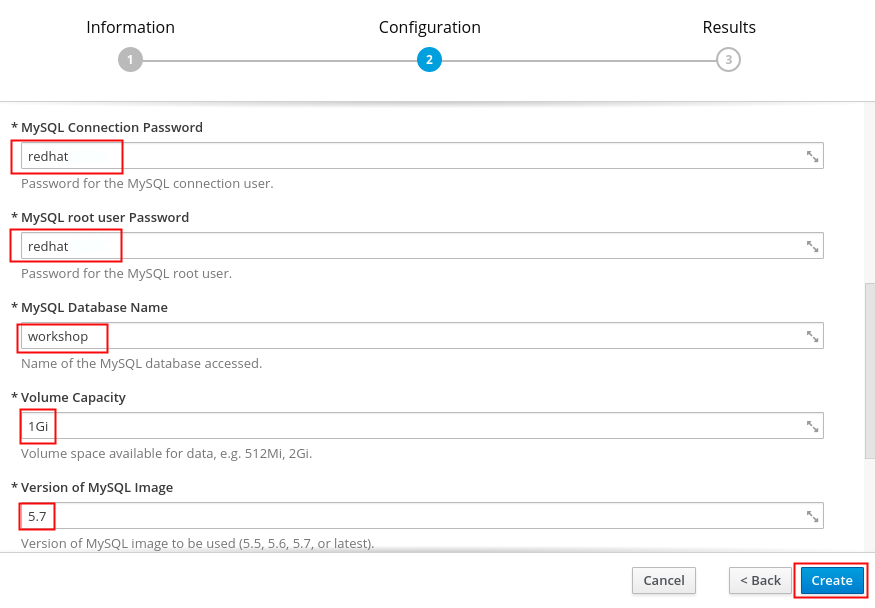 Information Configuration Results
1 2 3
* MySQL Connection Password
redhat
Password for the MySQL connection user.
* MySQL root user Password
redhat
Password for the MySQL root user.
* MySQL Database Name
workshop
Name of the MySQL database accessed.
* Volume Capacity
1Gi
Volume space available for data, e.g. 512Mi, 2Gi.
* Version of MySQL Image
5.7
Version of MySQL image to be used (5.5, 5.6, 5.7, or latest).
Cancel < Back Create